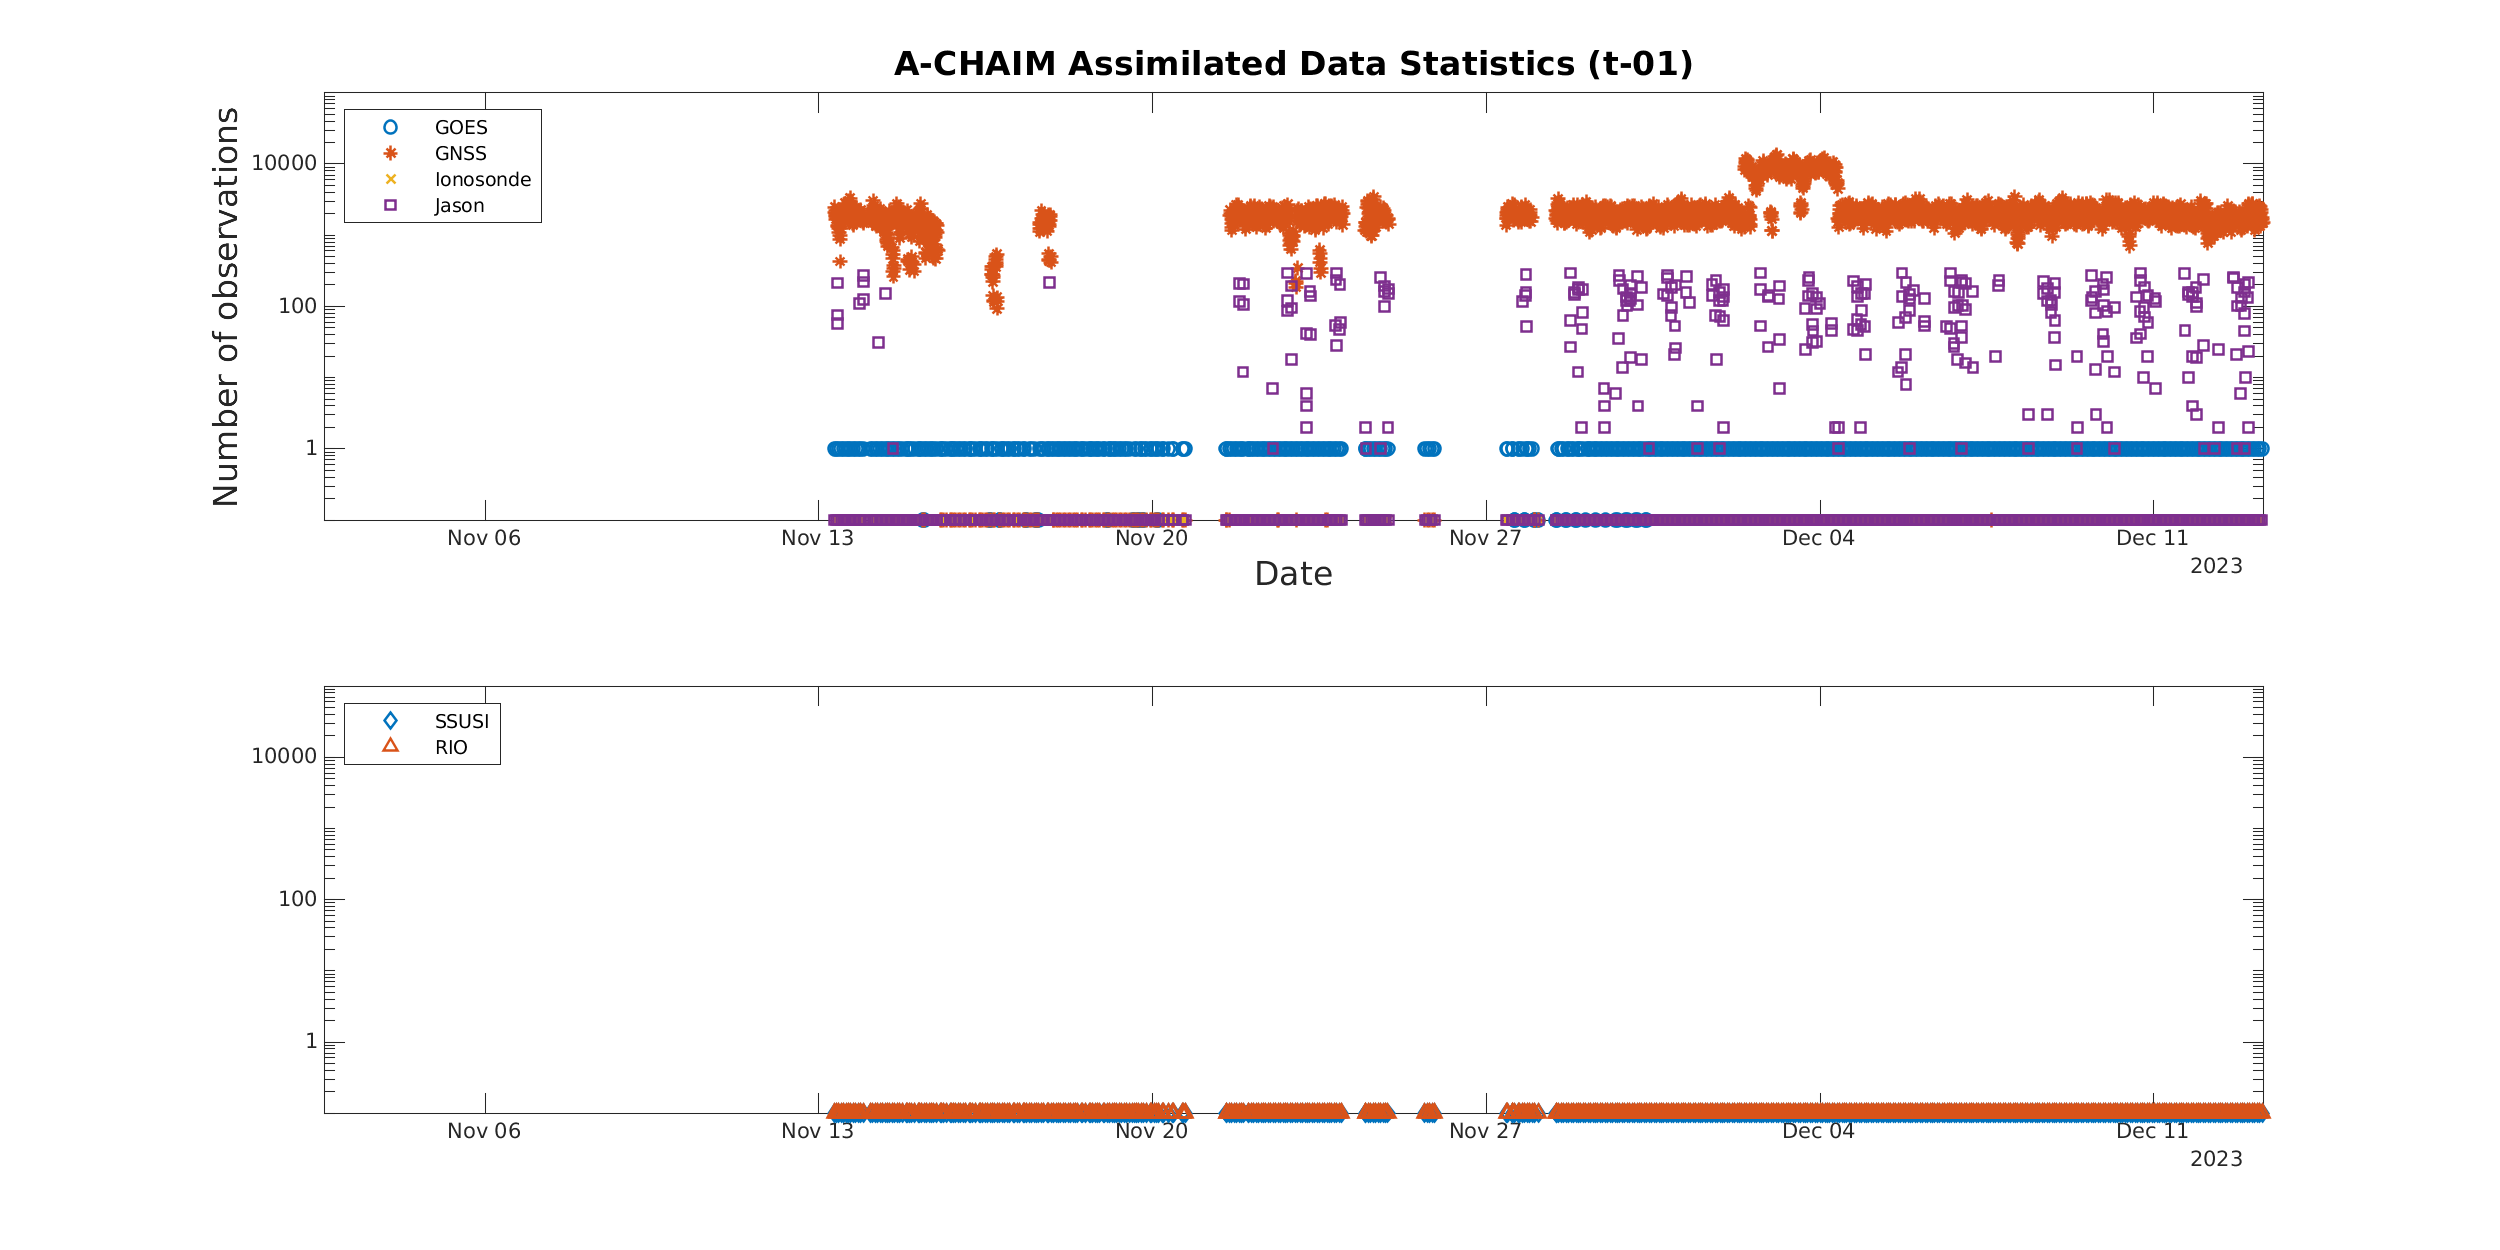 A-CHAIM Assimilated Data Statistics (t-01)
Number of observations
10000
100
1
GOES
GNSS
Ionosonde
Jason
Nov 06
Nov 13
Nov 20
Nov 27
Dec 04
Dec 11
2023
Date
10000
100
1
SSUSI
RIO
Nov 06
Nov 13
Nov 20
Nov 27
Dec 04
Dec 11
2023